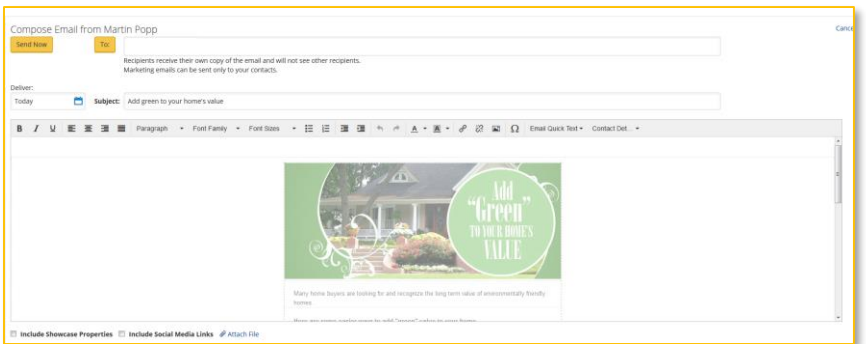 Compose Email from Martin Popp
Cance
Send Now
To:
Recipients receive their own copy of the email and will not see other recipients.
Marketing emails can be sent only to your contacts.
Deliver:
Today
Subject: Add green to your home's value
B I U Paragraph Font Family Font Sizes A A Ω Email Quick Text Contact Det...
Add
"Green"
TO YOUR HOME'S
VALUE
Many home buyers are looking for and recognize the long term value of environmentally friendly
homes.
Include Showcase Properties Include Social Media Links Attach File